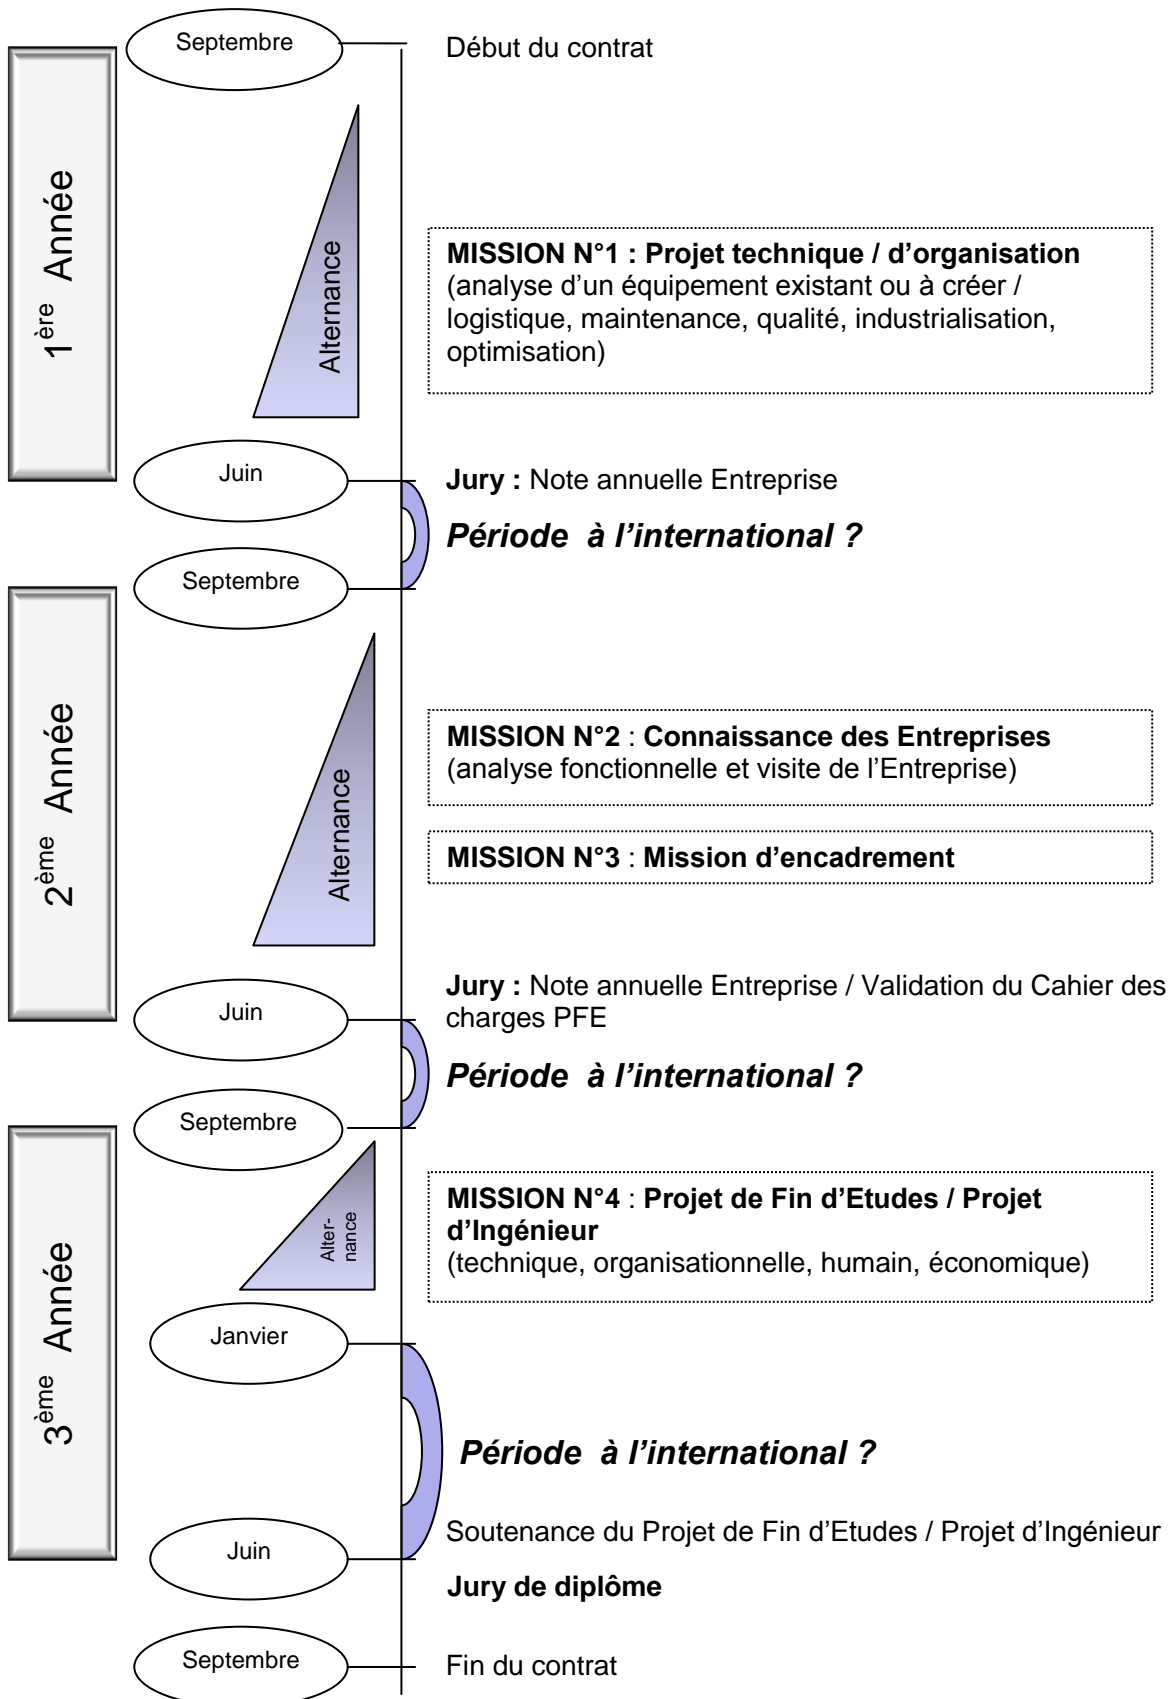 Septembre
Début du contrat
1ère Année
Alternance
MISSION N°1 : Projet technique / d’organisation
(analyse d’un équipement existant ou à créer /
logistique, maintenance, qualité, industrialisation,
optimisation)
Juin
Jury : Note annuelle Entreprise
Période à l’international ?
Septembre
2ème Année
Alternance
MISSION N°2 : Connaissance des Entreprises
(analyse fonctionnelle et visite de l’Entreprise)
MISSION N°3 : Mission d’encadrement
Juin
Jury : Note annuelle Entreprise / Validation du Cahier des
charges PFE
Période à l’international ?
Septembre
3ème Année
Alter-
nance
MISSION N°4 : Projet de Fin d’Etudes / Projet
d’Ingénieur
(technique, organisationnelle, humain, économique)
Janvier
Période à l’international ?
Soutenance du Projet de Fin d’Etudes / Projet d’Ingénieur
Juin
Jury de diplôme
Septembre
Fin du contrat